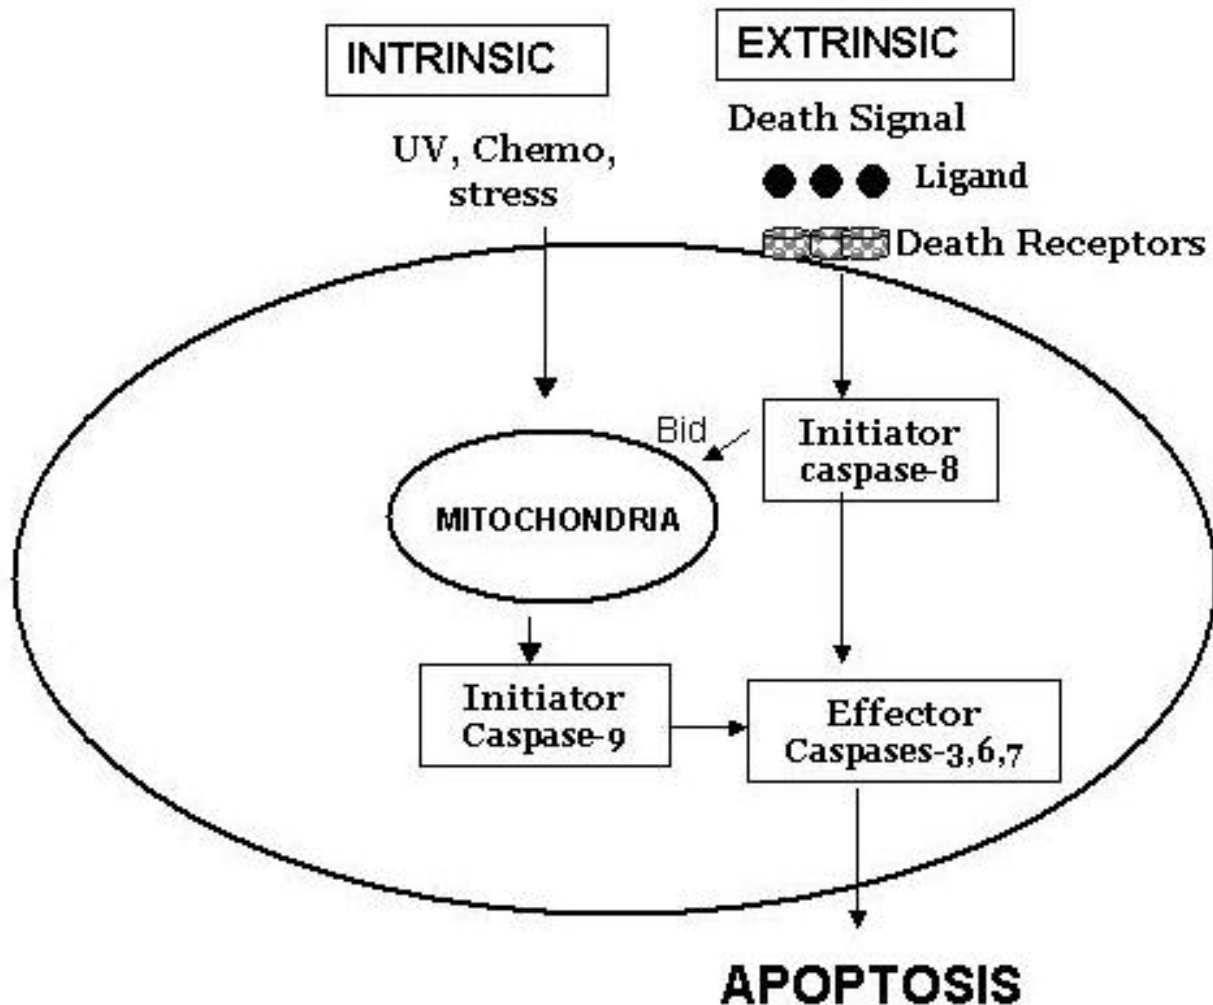 INTRINSIC
UV, Chemo,
stress
EXTRINSIC
Death Signal
Ligand
Death Receptors
Bid
Initiator
caspase-8
MITOCHONDRIA
Initiator
Caspase-9
Effector
Caspases-3,6,7
APOPTOSIS